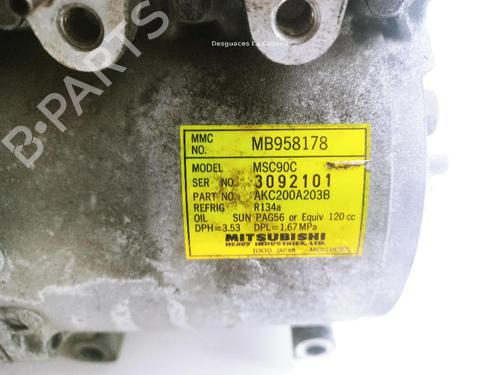 Desguaces La Cabaña
B-PARTS
MMC NO. MB958178
MODEL MSC90C
SER NO. 3092101
PART NO. AKC200A203B
REFRIG R134a
OIL SUN PAG56 or Equiv 120 cc
DPH=3.53 DPL=1.67MPa
MITSUBISHI
HEAVY INDUSTRIES, LTD.
TOKYO JAPAN